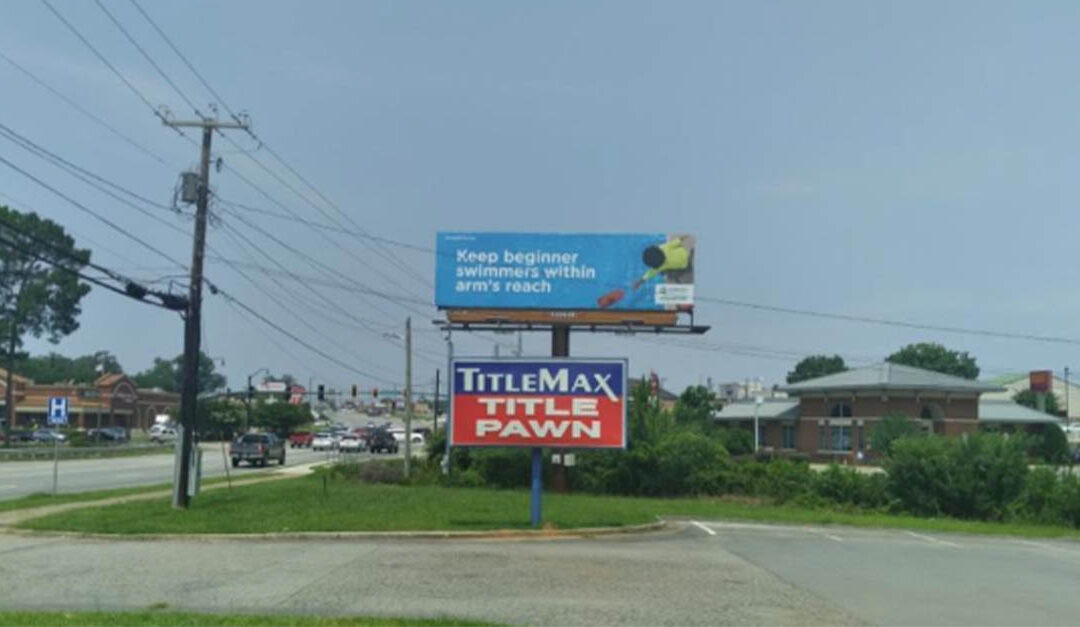 Keep beginner
swimmers within
arm's reach
TITLEMAX
TITLE
PAWN
H